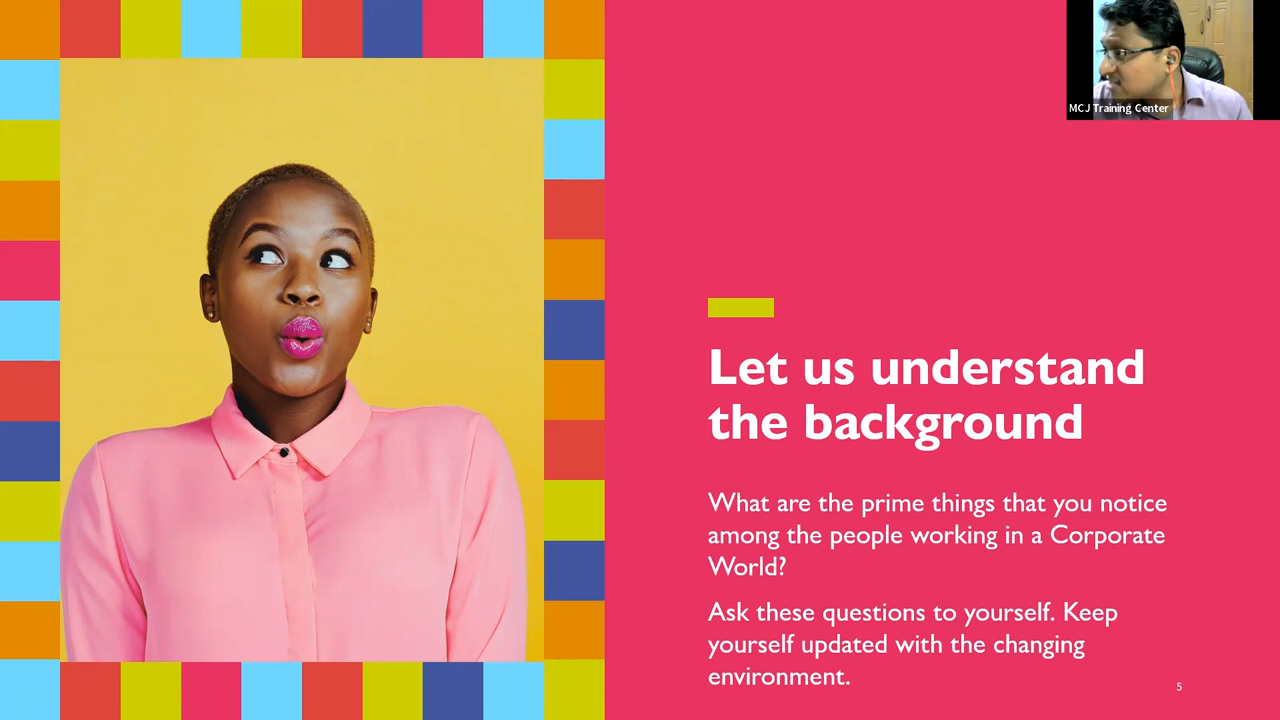 MCJ Training Center
Let us understand
the background
What are the prime things that you notice
among the people working in a Corporate
World?
Ask these questions to yourself. Keep
yourself updated with the changing
environment.
5